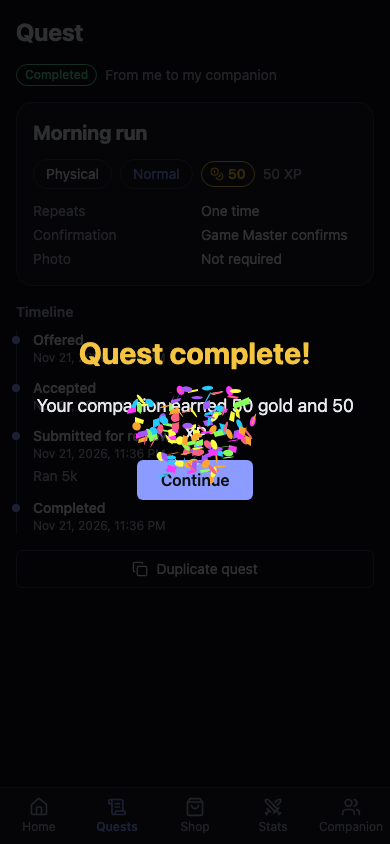 Quest
Completed From me to my companion
Morning run
Physical Normal 50 50 XP
Repeats One time
Confirmation Game Master confirms
Photo Not required
Timeline
Offered
Nov 21,
Quest complete!
Accepted
Your companion earned 50 gold and 50
Submitted for
Nov 21, 2026, 11:36 P
Ran 5k
Continue
Completed
Nov 21, 2026, 11:36 PM
Duplicate quest
Home Quests Shop Stats Companion